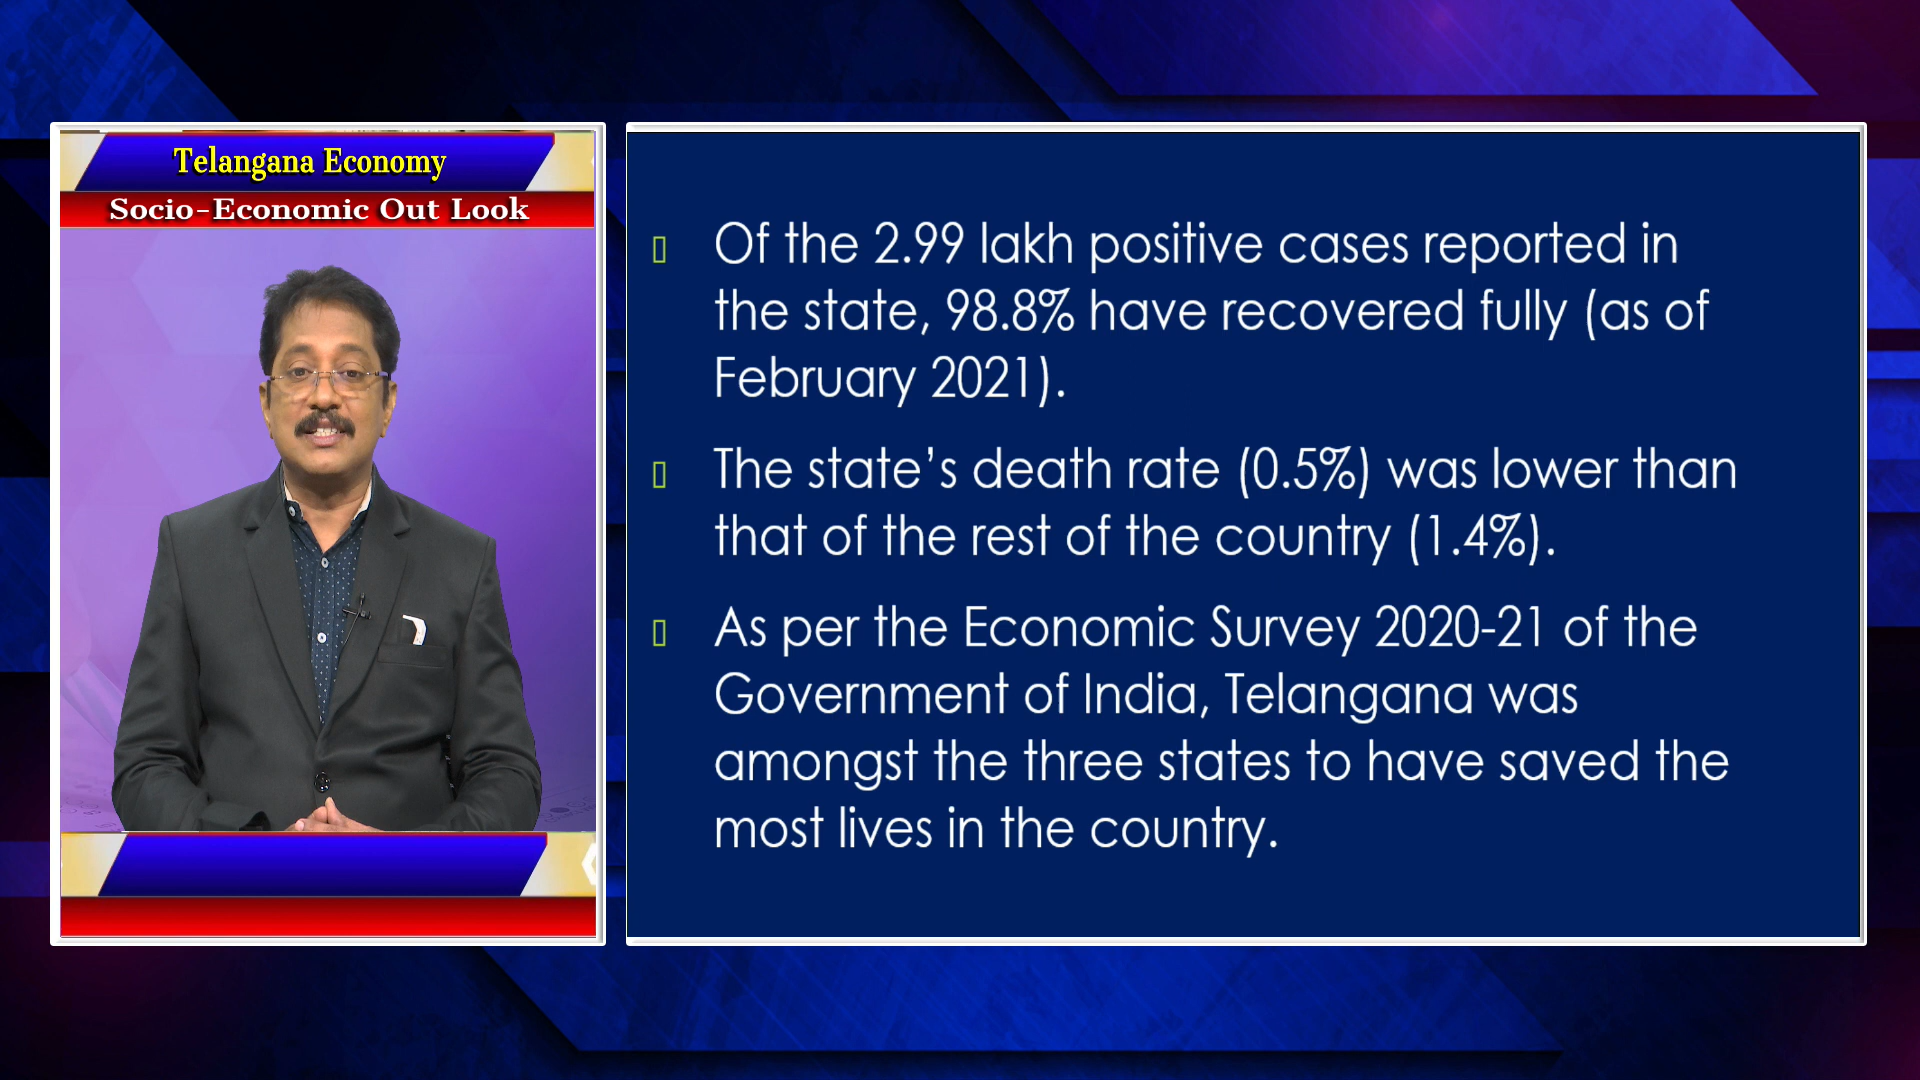 Telangana Economy
Socio-Economic Out Look
Of the 2.99 lakh positive cases reported in
the state, 98.8% have recovered fully (as of
February 2021).
The state’s death rate (0.5%) was lower than
that of the rest of the country (1.4%).
As per the Economic Survey 2020-21 of the
Government of India, Telangana was
amongst the three states to have saved the
most lives in the country.